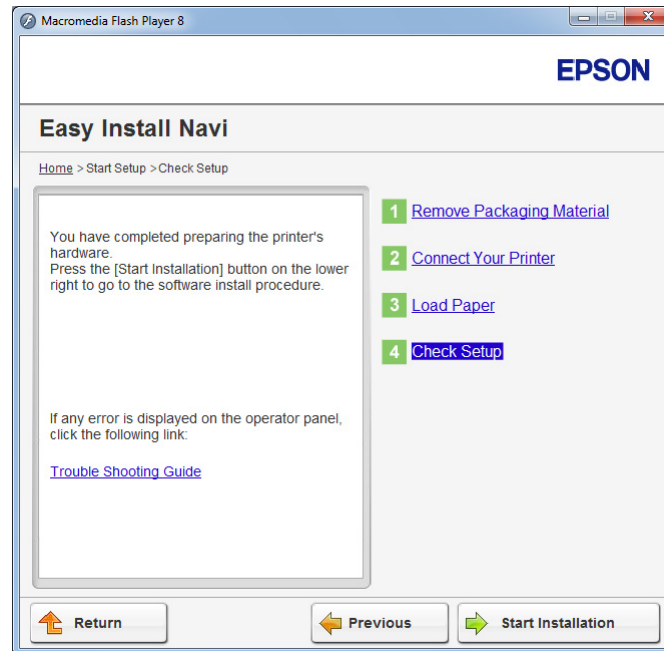 Macromedia Flash Player 8
EPSON
Easy Install Navi
Home > Start Setup >Check Setup
You have completed preparing the printer's
hardware.
Press the [Start Installation] button on the lower
right to go to the software install procedure.
If any error is displayed on the operator panel,
click the following link:
Trouble Shooting Guide
1 Remove Packaging Material
2 Connect Your Printer
3 Load Paper
4 Check Setup
Return
Previous
Start Installation